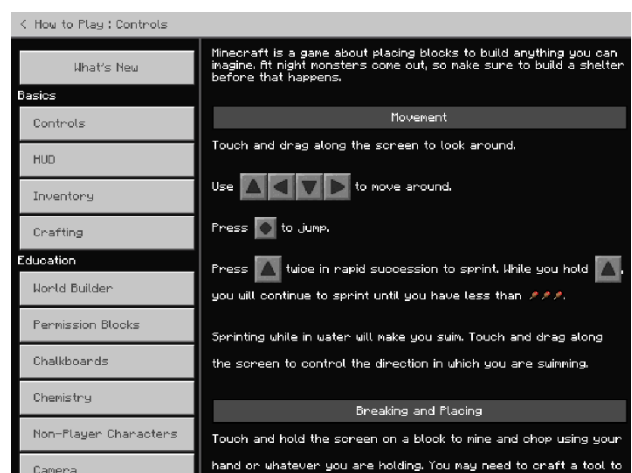 < How to Play : Controls
What's New
Basics
Controls
HUD
Inventory
Crafting
Education
World Builder
Permission Blocks
Chalkboards
Chemistry
Non-Player Characters
Camera
Minecraft is a game about placing blocks to build anything you can
imagine. At night monsters come out, so make sure to build a shelter
before that happens.
Movement
Touch and drag along the screen to look around.
Use to move around.
Press to jump.
Press twice in rapid succession to sprint. While you hold ,
you will continue to sprint until you have less than .
Sprinting while in water will make you swim. Touch and drag along
the screen to control the direction in which you are swimming.
Breaking and Placing
Touch and hold the screen on a block to mine and chop using your
hand or whatever you are holding. You may need to craft a tool to